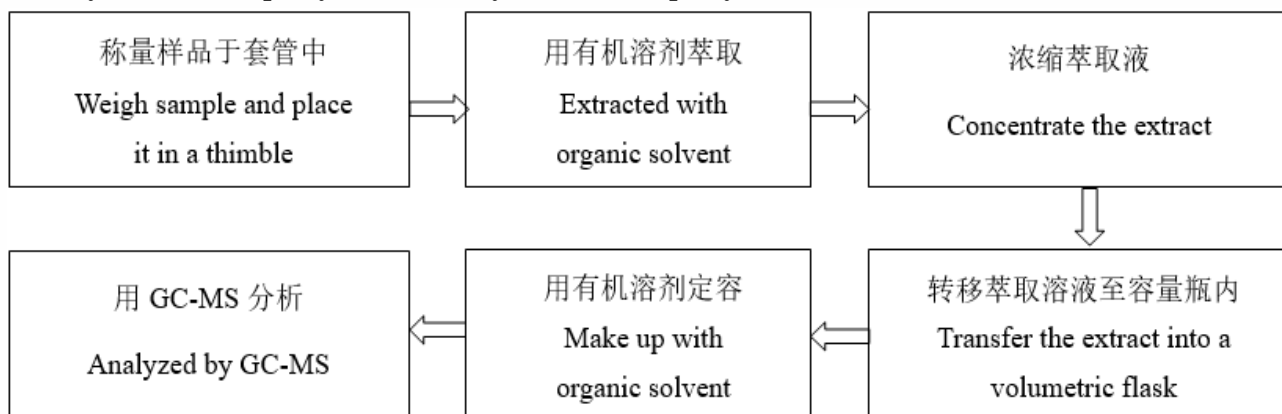 称量样品于套管中
Weigh sample and place
it in a thimble
用有机溶剂萃取
Extracted with
organic solvent
浓缩萃取液
Concentrate the extract
转移萃取溶液至容量瓶内
Transfer the extract into a
volumetric flask
用有机溶剂定容
Make up with
organic solvent
用 GC-MS 分析
Analyzed by GC-MS